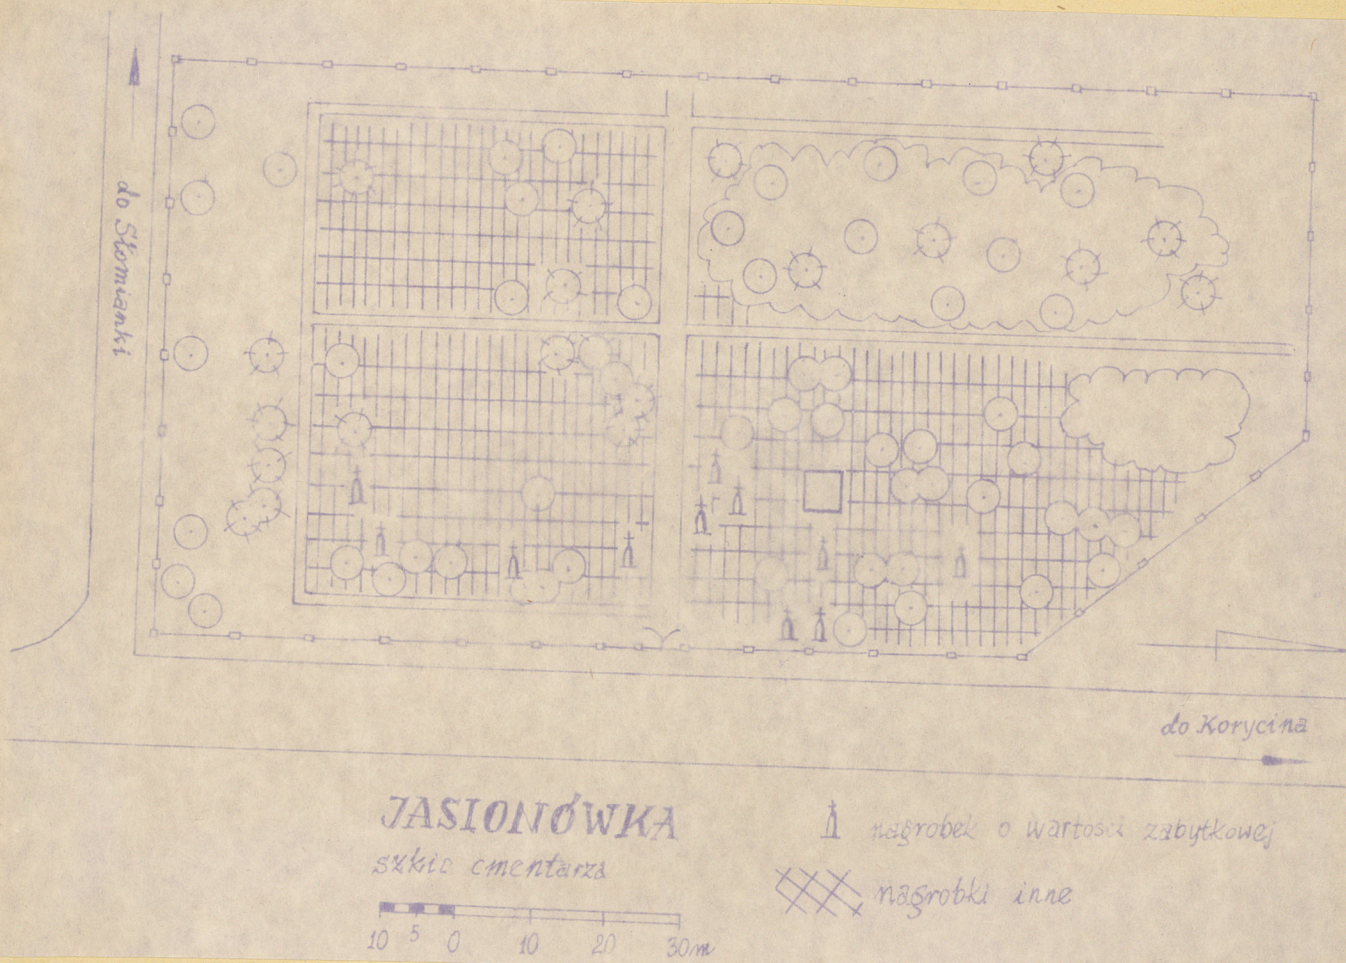 do Słomianki
do Korycina
JASIONÓWKA
szkic cmentarza
10 5 0 10 20 30m
nagrobek o wartości zabytkowej
nagrobki inne